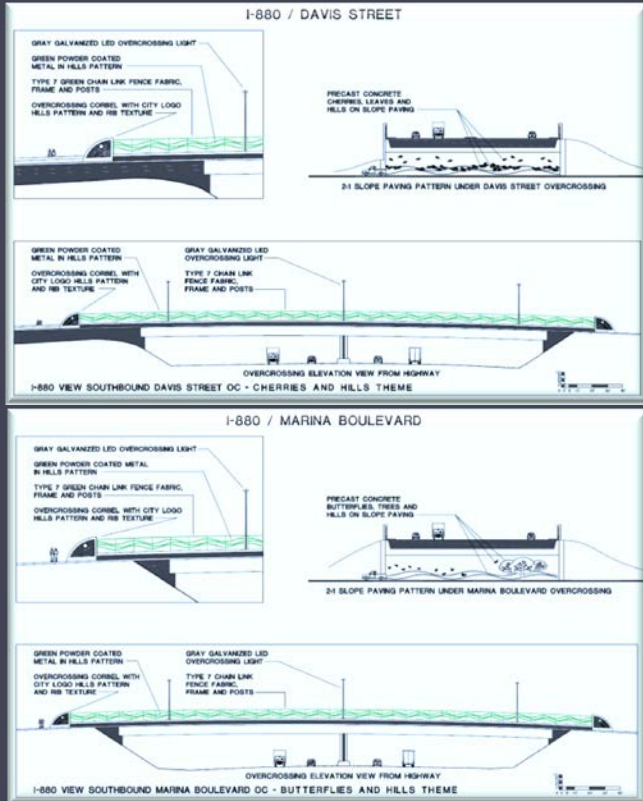 I-880 / DAVIS STREET
GRAY GALVANIZED LED OVERCROSSING LIGHT
GREEN POWDER COATED
METAL IN HILLS PATTERN
TYPE 7 GREEN CHAIN LINK FENCE FABRIC,
FRAME AND POSTS
OVERCROSSING CORBEL WITH CITY LOGO
HILLS PATTERN AND RIB TEXTURE
PRECAST CONCRETE
CHERRIES, LEAVES AND
HILLS ON SLOPE PAVING
2:1 SLOPE PAVING PATTERN UNDER DAVIS STREET OVERCROSSING
GREEN POWDER COATED
METAL IN HILLS PATTERN
OVERCROSSING CORBEL WITH
CITY LOGO HILLS PATTERN
AND RIB TEXTURE
GRAY GALVANIZED LED
OVERCROSSING LIGHT
TYPE 7 CHAIN LINK
FENCE FABRIC,
FRAME AND POSTS
OVERCROSSING ELEVATION VIEW FROM HIGHWAY
I-880 VIEW SOUTHBOUND DAVIS STREET OC - CHERRIES AND HILLS THEME
I-880 / MARINA BOULEVARD
GRAY GALVANIZED LED OVERCROSSING LIGHT
GREEN POWDER COATED METAL
IN HILLS PATTERN
TYPE 7 GREEN CHAIN LINK FENCE FABRIC,
FRAME AND POSTS
OVERCROSSING CORBEL WITH CITY LOGO
HILLS PATTERN AND RIB TEXTURE
PRECAST CONCRETE
BUTTERFLIES, TREES AND
HILLS ON SLOPE PAVING
2:1 SLOPE PAVING PATTERN UNDER MARINA BOULEVARD OVERCROSSING
GREEN POWDER COATED
METAL IN HILLS PATTERN
OVERCROSSING CORBEL WITH
CITY LOGO HILLS PATTERN
AND RIB TEXTURE
GRAY GALVANIZED LED
OVERCROSSING LIGHT
TYPE 7 CHAIN LINK
FENCE FABRIC,
FRAME AND POSTS
OVERCROSSING ELEVATION VIEW FROM HIGHWAY
I-880 VIEW SOUTHBOUND MARINA BOULEVARD OC - BUTTERFLIES AND HILLS THEME